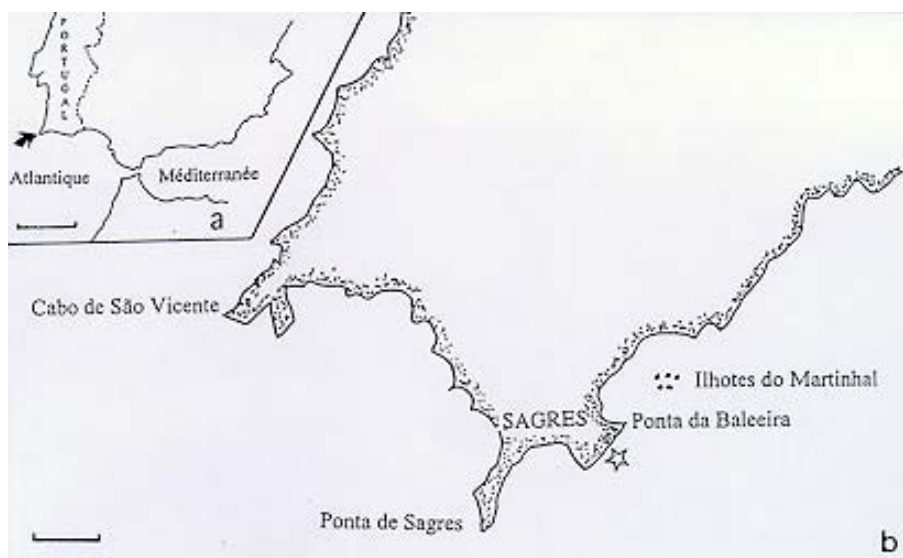 PORTUGAL
Atlantique
Méditerranée
a
Cabo de São Vicente
Ilhotes do Martinhal
SAGRES
Ponta da Baleeira
Ponta de Sagres
b